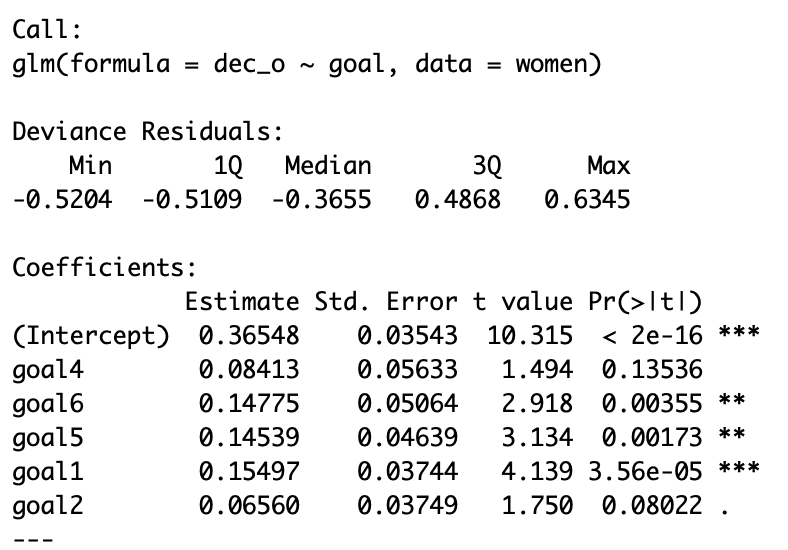 Call:
glm(formula = dec_o ~ goal, data = women)
Deviance Residuals:
Min 1Q Median 3Q Max
-0.5204 -0.5109 -0.3655 0.4868 0.6345
Coefficients:
Estimate Std. Error t value Pr(>|t|)
(Intercept) 0.36548 0.03543 10.315 < 2e-16 ***
goal4 0.08413 0.05633 1.494 0.13536
goal6 0.14775 0.05064 2.918 0.00355 **
goal5 0.14539 0.04639 3.134 0.00173 **
goal1 0.15497 0.03744 4.139 3.56e-05 ***
goal2 0.06560 0.03749 1.750 0.08022 .
---